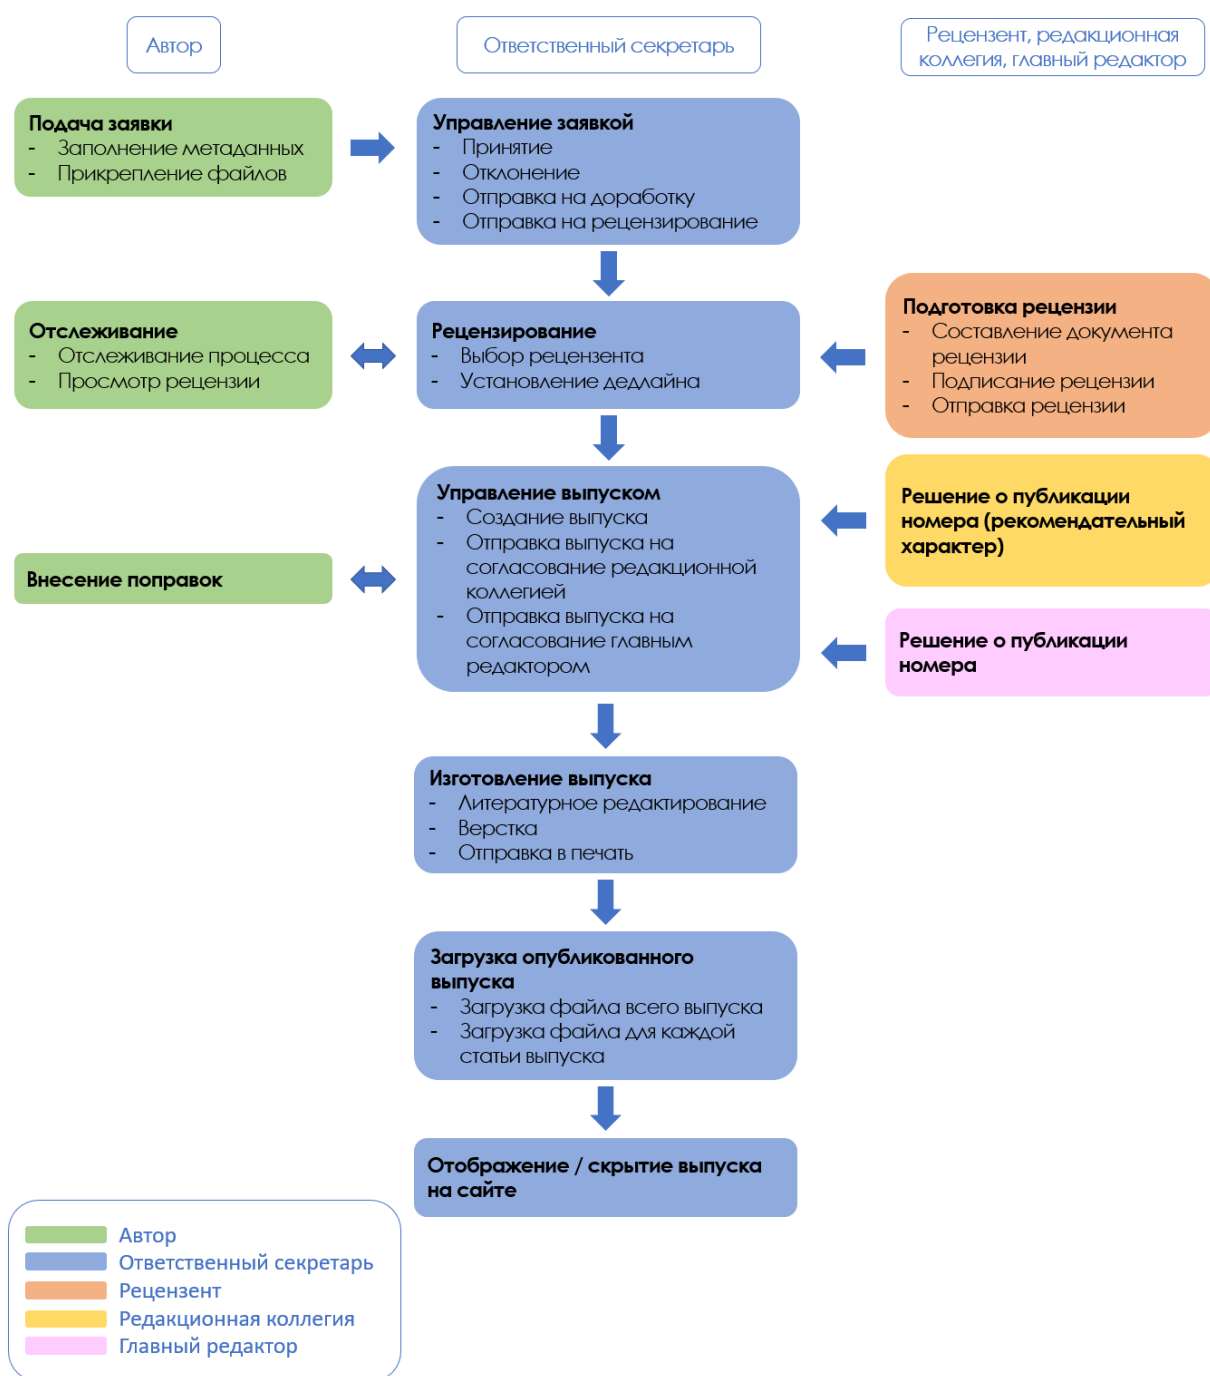 Автор
Ответственный секретарь
Рецензент, редакционная
коллегия, главный редактор
Подача заявки
- Заполнение метаданных
- Прикрепление файлов
Управление заявкой
- Принятие
- Отклонение
- Отправка на доработку
- Отправка на рецензирование
Отслеживание
- Отслеживание процесса
- Просмотр рецензии
Рецензирование
- Выбор рецензента
- Установление дедлайна
Подготовка рецензии
- Составление документа
рецензии
- Подписание рецензии
- Отправка рецензии
Управление выпуском
- Создание выпуска
- Отправка выпуска на
согласование редакционной
коллегией
- Отправка выпуска на
согласование главным
редактором
Решение о публикации
номера (рекомендательный
характер)
Внесение поправок
Решение о публикации
номера
Изготовление выпуска
- Литературное редактирование
- Верстка
- Отправка в печать
Загрузка опубликованного
выпуска
- Загрузка файла всего выпуска
- Загрузка файла для каждой
статьи выпуска
Отображение / скрытие выпуска
на сайте
Автор
Ответственный секретарь
Рецензент
Редакционная коллегия
Главный редактор